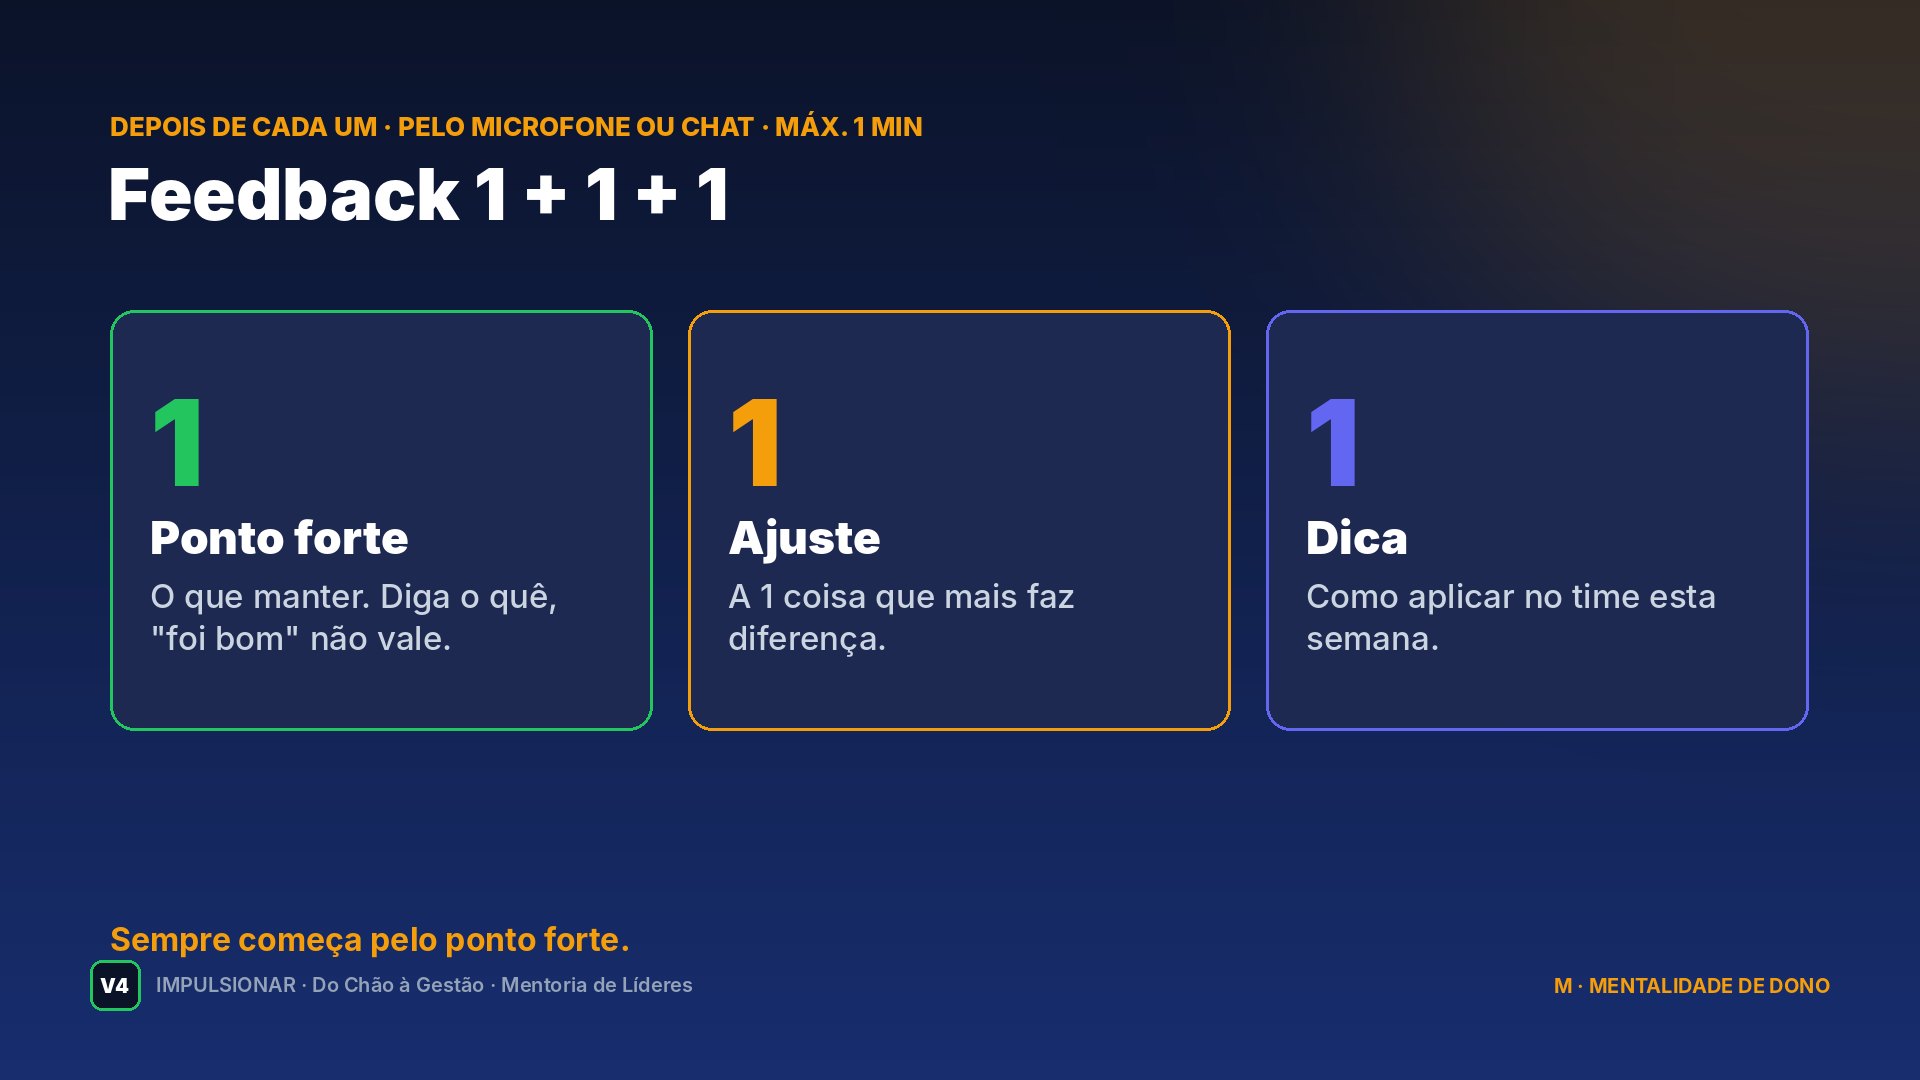 DEPOIS DE CADA UM · PELO MICROFONE OU CHAT · MÁX. 1 MIN
Feedback 1 + 1 + 1
1
Ponto forte
O que manter. Diga o quê,
"foi bom" não vale.
1
Ajuste
A 1 coisa que mais faz
diferença.
1
Dica
Como aplicar no time esta
semana.
Sempre começa pelo ponto forte.
V4
IMPULSIONAR · Do Chão à Gestão · Mentoria de Líderes
M · MENTALIDADE DE DONO